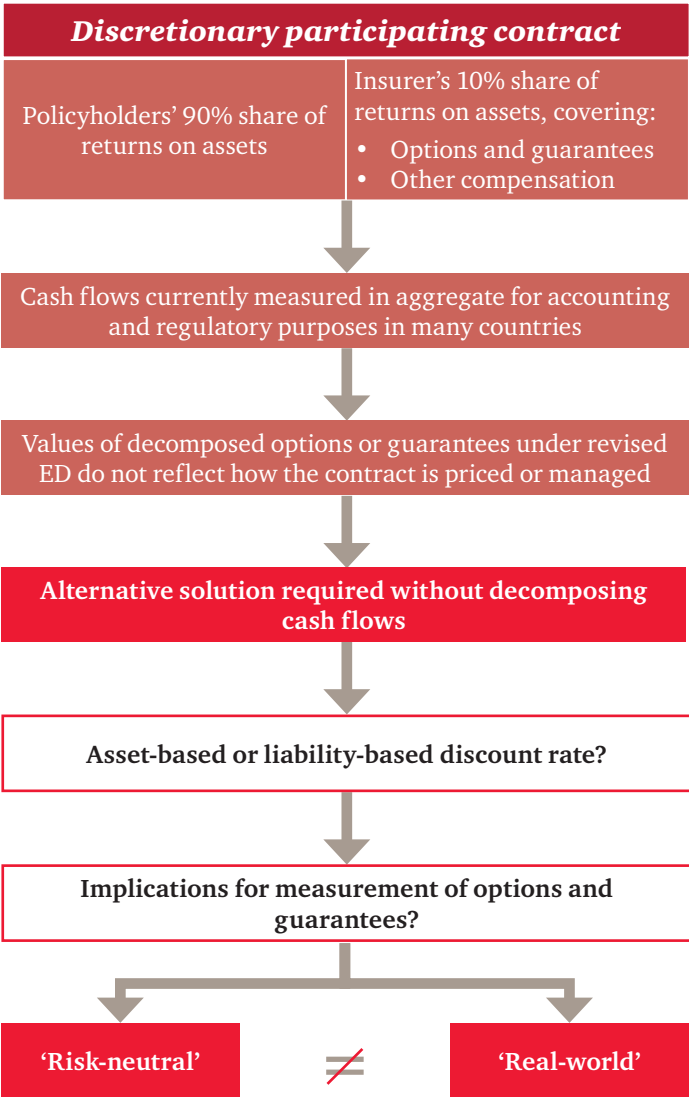 Discretionary participating contract
Policyholders’ 90% share of
returns on assets
Insurer’s 10% share of
returns on assets, covering:
• Options and guarantees
• Other compensation
Cash flows currently measured in aggregate for accounting
and regulatory purposes in many countries
Values of decomposed options or guarantees under revised
ED do not reflect how the contract is priced or managed
Alternative solution required without decomposing
cash flows
Asset-based or liability-based discount rate?
Implications for measurement of options and
guarantees?
‘Risk-neutral’ ≠ ‘Real-world’